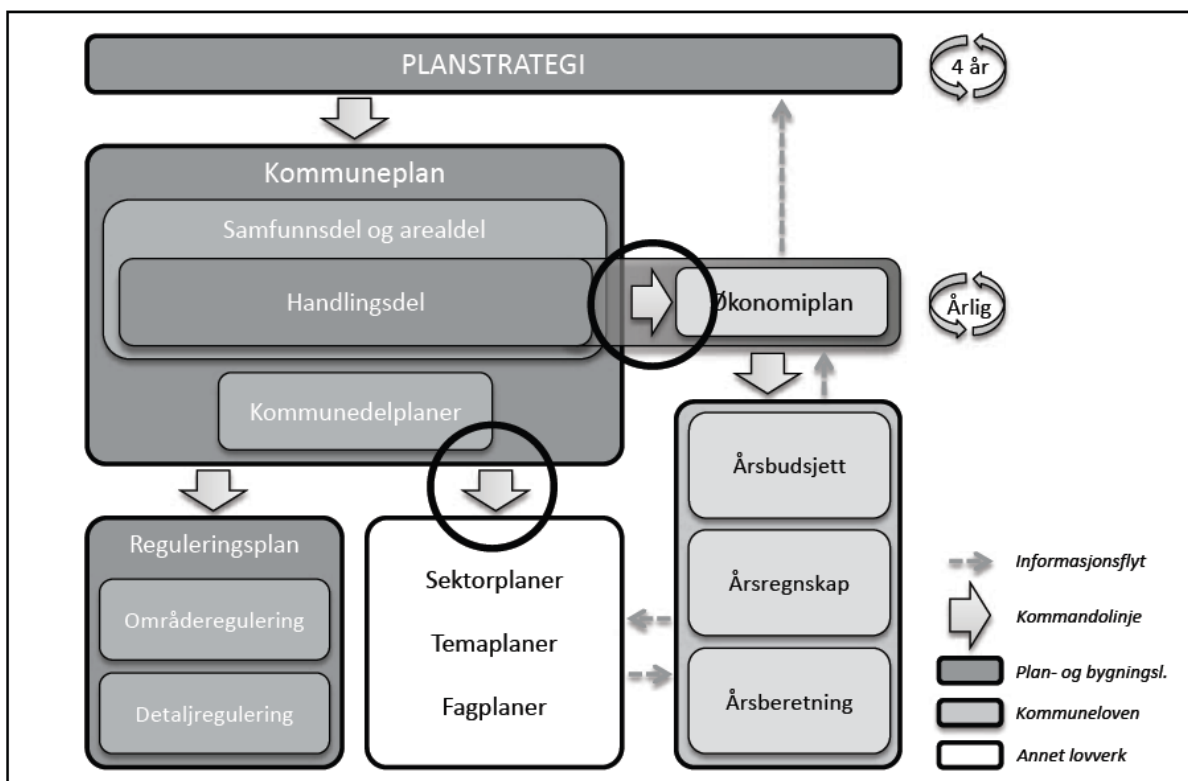 PLANSTRATEGI
4 år
Kommuneplan
Samfunnsdel og arealdel
Handlingsdel
Økonomiplan
Årlig
Kommunedelplaner
Reguleringsplan
Områderegulering
Detaljregulering
Sektorplaner
Temaplaner
Fagplaner
Årsbudsjett
Årsregnskap
Årsberetning
Informasjonsflyt
Kommandolinje
Plan- og bygningsl.
Kommuneloven
Annet lovverk